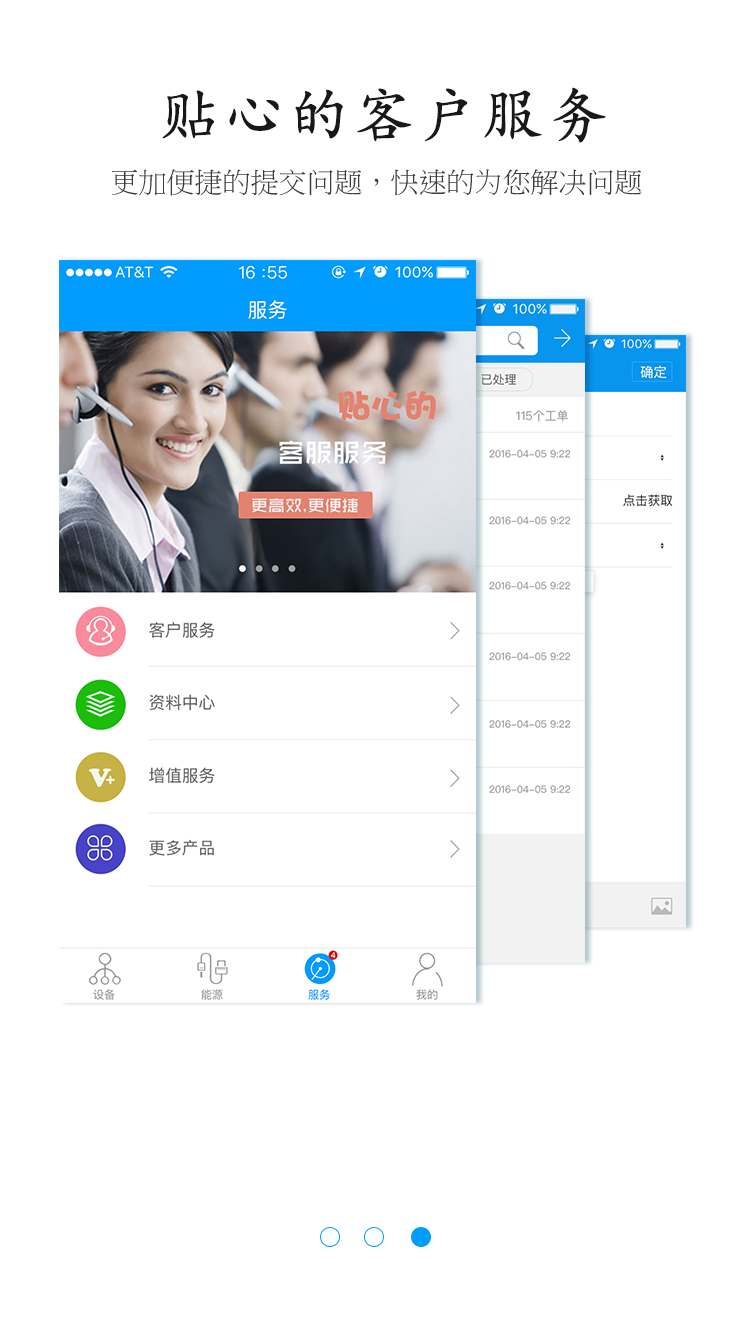 贴心的客户服务
更加便捷的提交问题，快速的为您解决问题
AT&T 16:55 100%
服务
贴心的
客服服务
更高效,更便捷
客户服务
资料中心
增值服务
更多产品
设备 能源 服务 我的
4
100%
已处理
115个工单
2016-04-05 9:22
2016-04-05 9:22
2016-04-05 9:22
2016-04-05 9:22
2016-04-05 9:22
2016-04-05 9:22
100%
确定
点击获取